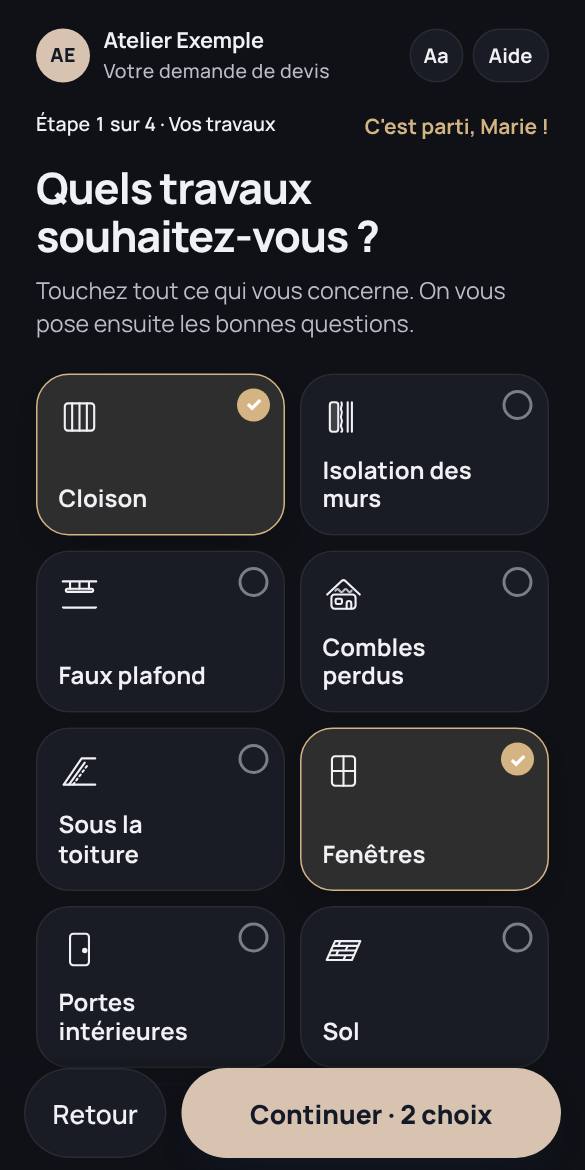 AE
Atelier Exemple
Votre demande de devis
Aa
Aide
Étape 1 sur 4 · Vos travaux
C'est parti, Marie !
Quels travaux
souhaitez-vous ?
Touchez tout ce qui vous concerne. On vous
pose ensuite les bonnes questions.
Cloison
Isolation des
murs
Faux plafond
Combles
perdus
Sous la
toiture
Fenêtres
Portes
intérieures
Sol
Retour
Continuer · 2 choix